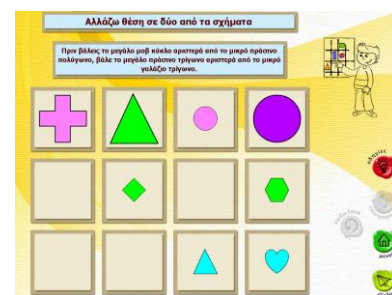 Αλλάζω θέση σε δύο από τα σχήματα
Πριν βάλεις το μεγάλο μοβ κύκλο αριστερά από το μικρό πράσινο
πολύγωνο, βάλε το μεγάλο πράσινο τρίγωνο αριστερά από το μικρό
γαλάζιο τρίγωνο.
οδηγίες